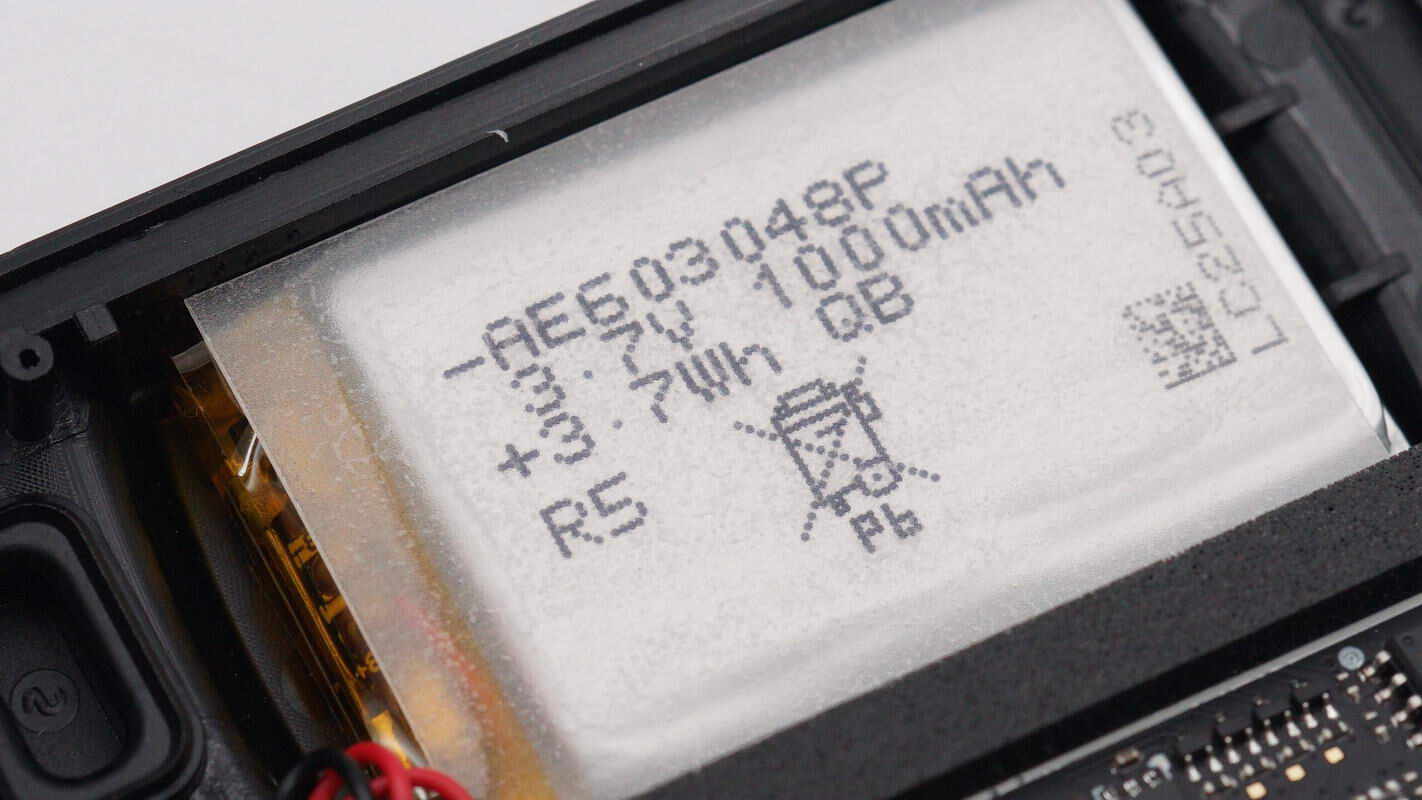 -AE603048P
3.7V 1000mAh
+3.7Wh QB
R5
Pb
LC25A03